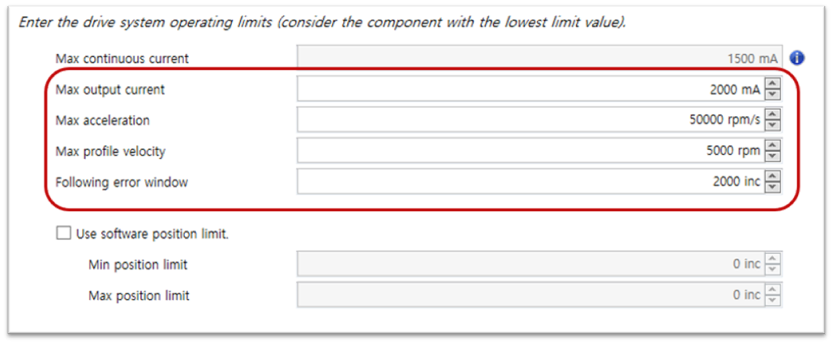 Enter the drive system operating limits (consider the component with the lowest limit value).
Max continuous current 1500 mA i
Max output current 2000 mA
Max acceleration 50000 rpm/s
Max profile velocity 5000 rpm
Following error window 2000 inc
Use software position limit.
Min position limit 0 inc
Max position limit 0 inc